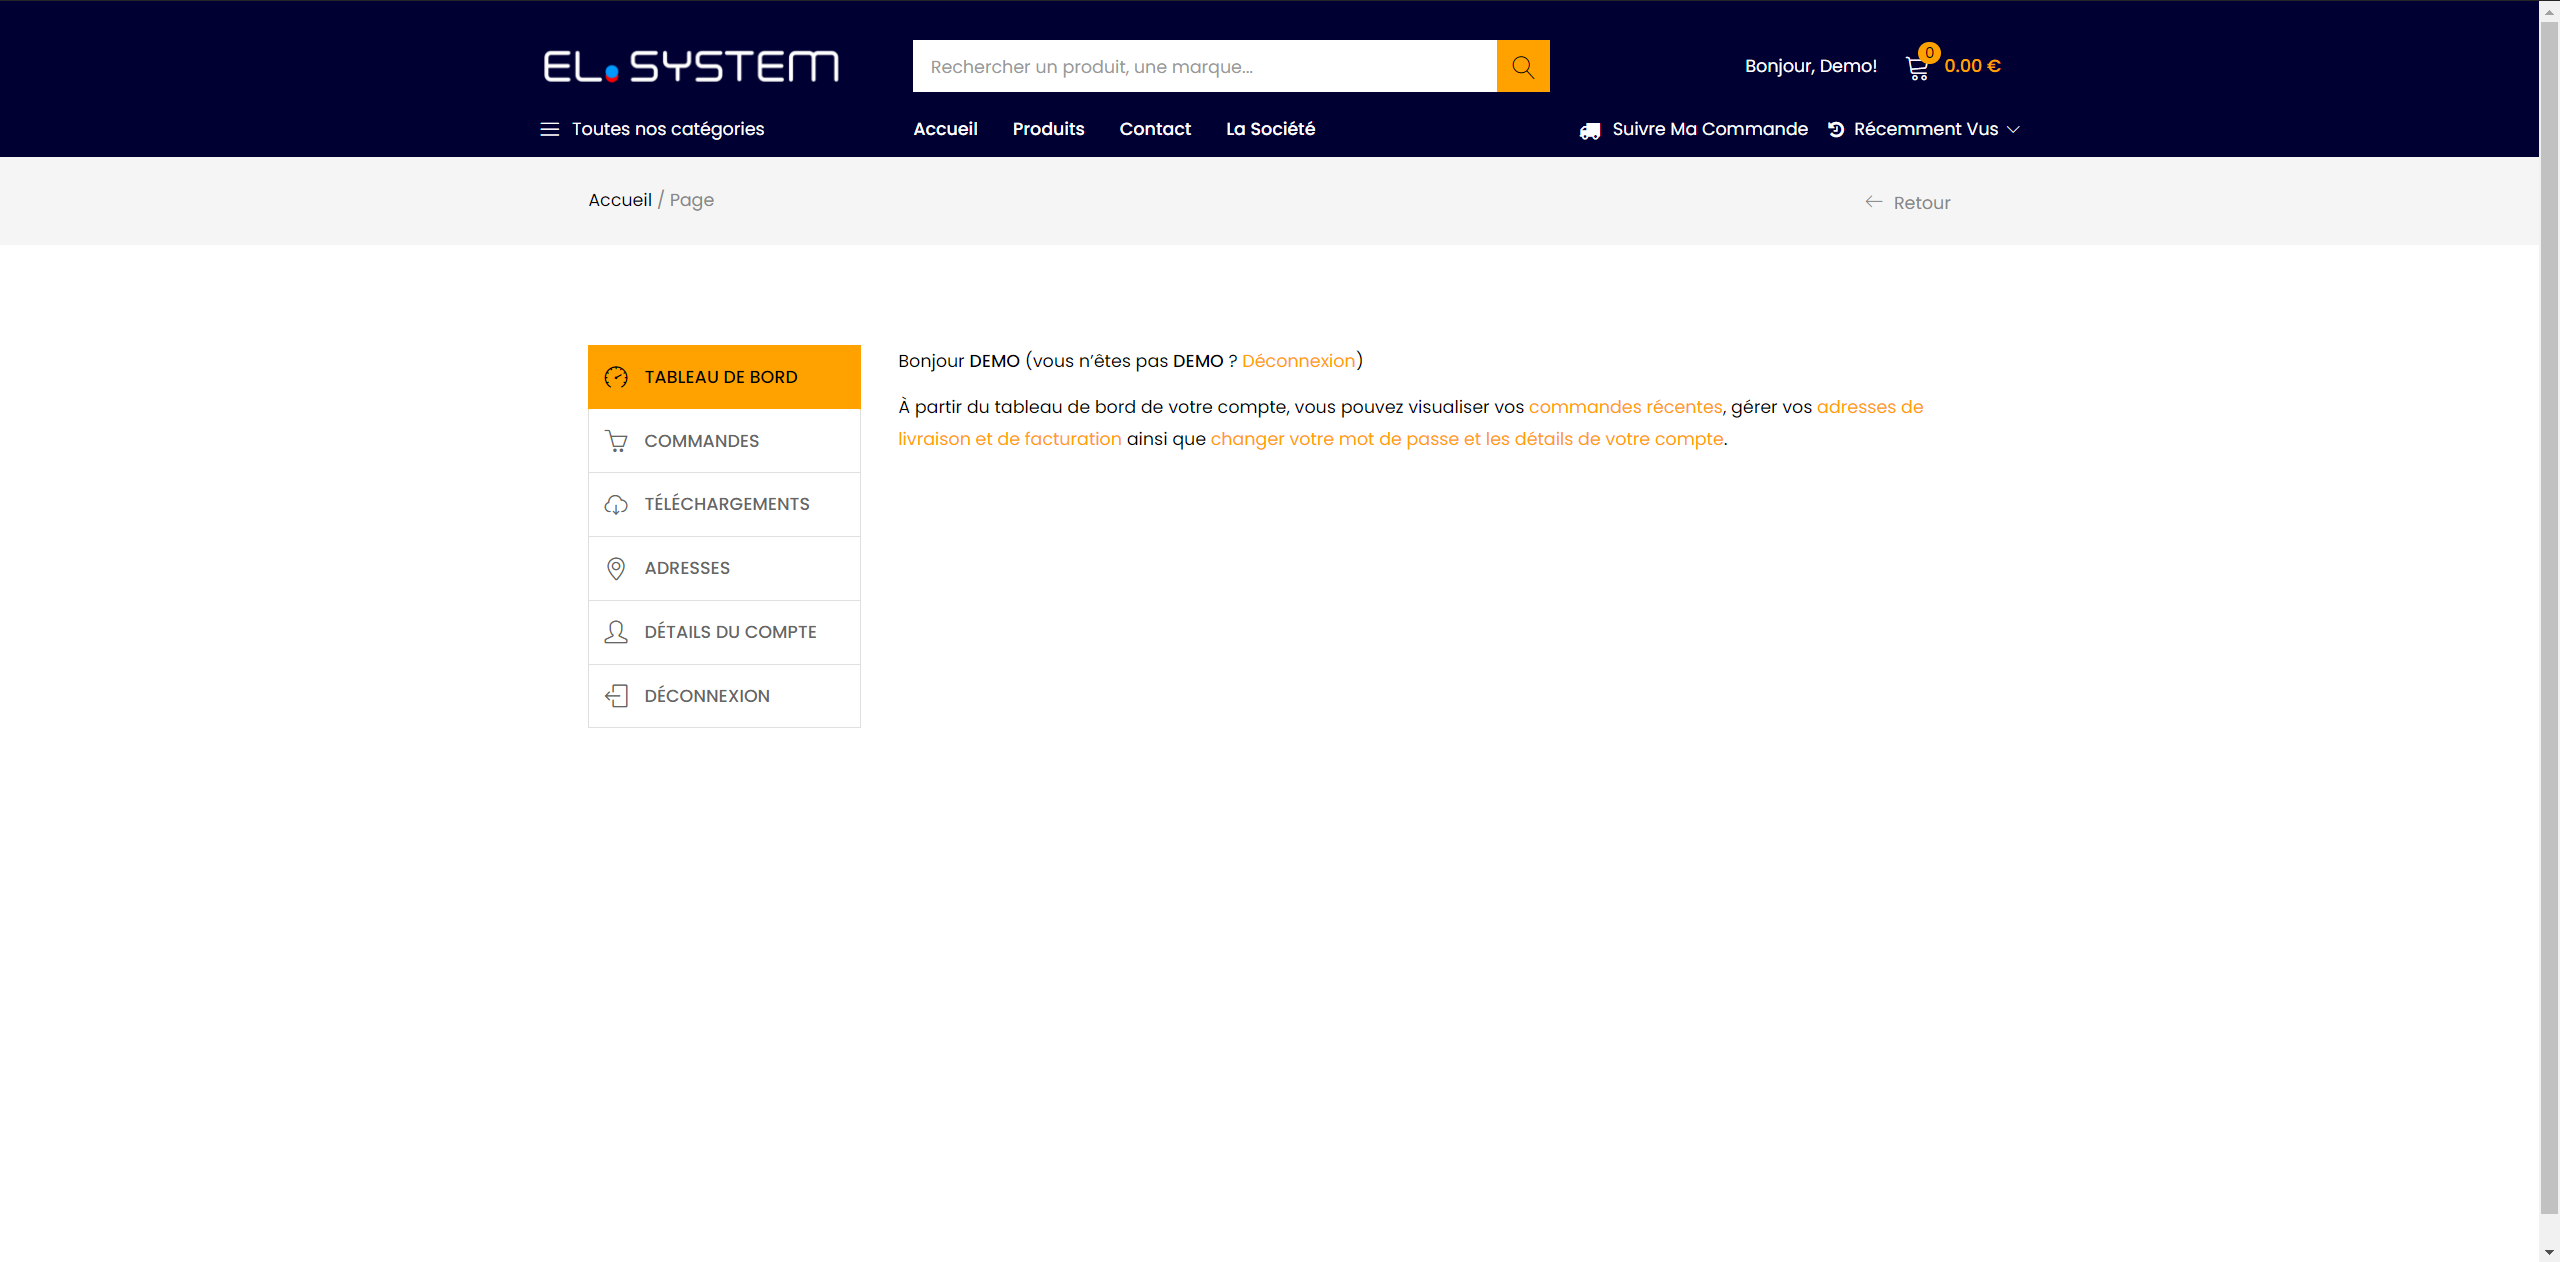 EL.SYSTEM
Rechercher un produit, une marque...
Bonjour, Demo!
0
0.00 €
Toutes nos catégories
Accueil
Produits
Contact
La Société
Suivre Ma Commande
Récemment Vus
Accueil / Page
Retour
TABLEAU DE BORD
COMMANDES
TÉLÉCHARGEMENTS
ADRESSES
DÉTAILS DU COMPTE
DÉCONNEXION
Bonjour DEMO (vous n’êtes pas DEMO ? Déconnexion)
À partir du tableau de bord de votre compte, vous pouvez visualiser vos commandes récentes, gérer vos adresses de
livraison et de facturation ainsi que changer votre mot de passe et les détails de votre compte.